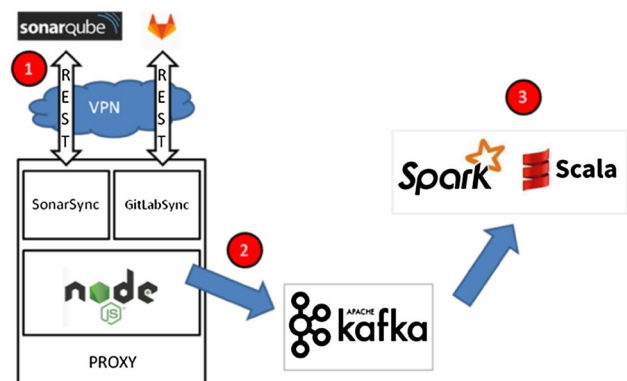 sonarqube
1
REST
REST
VPN
3
Spark
Scala
SonarSync
GitLabSync
2
node
JS
APACHE
kafka
PROXY